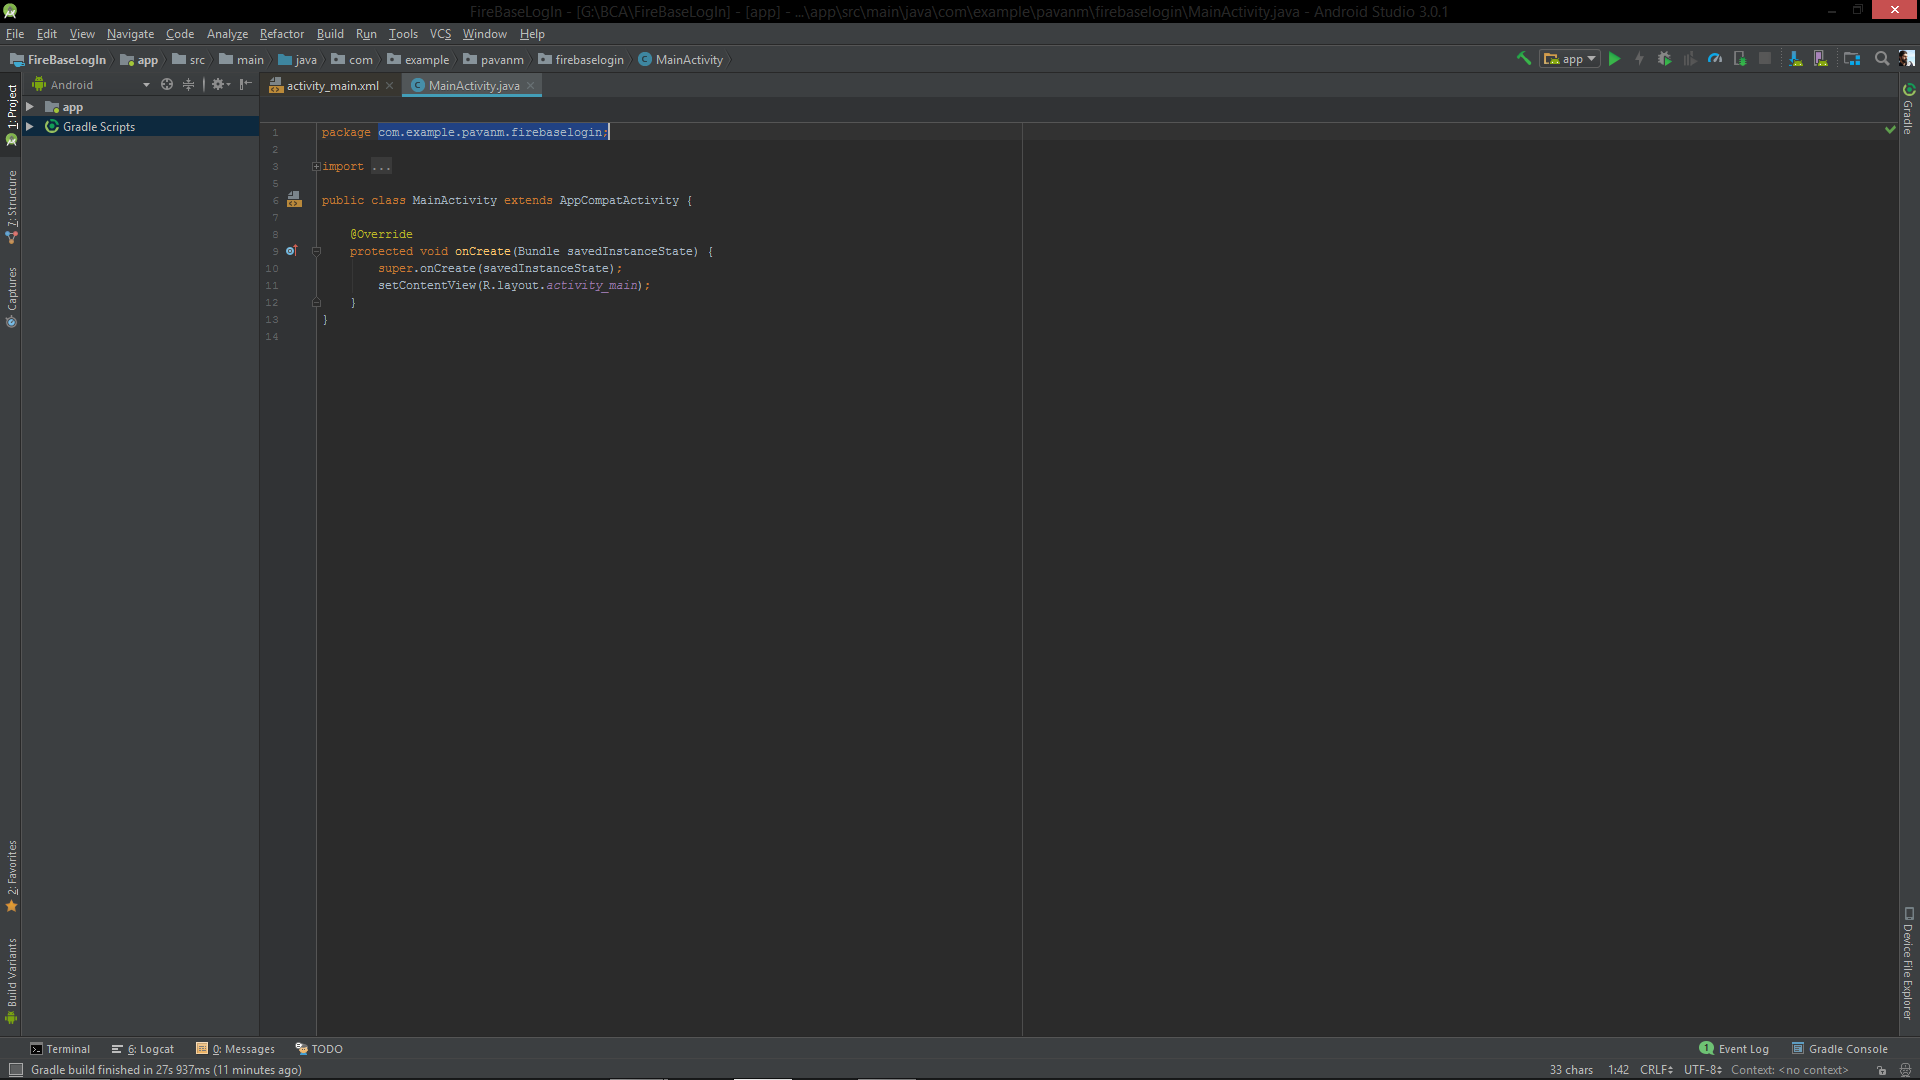 FireBaseLogIn - [G:\BCA\FireBaseLogIn] - [app] - ...\app\src\main\java\com\example\pavanm\firebaselogin\MainActivity.java - Android Studio 3.0.1
File Edit View Navigate Code Analyze Refactor Build Run Tools VCS Window Help
FireBaseLogIn app src main java com example pavanm firebaselogin MainActivity app
Android activity_main.xml MainActivity.java
app
Gradle Scripts
1: Project
7: Structure
Captures
2: Favorites
Build Variants
1 package com.example.pavanm.firebaselogin;
2
3 import ...
5
6 public class MainActivity extends AppCompatActivity {
7
8 @Override
9 protected void onCreate(Bundle savedInstanceState) {
10 super.onCreate(savedInstanceState);
11 setContentView(R.layout.activity_main);
12 }
13 }
14
Gradle
Device File Explorer
Terminal 6: Logcat 0: Messages TODO 1 Event Log Gradle Console
Gradle build finished in 27s 937ms (11 minutes ago) 33 chars 1:42 CRLF UTF-8 Context: <no context>